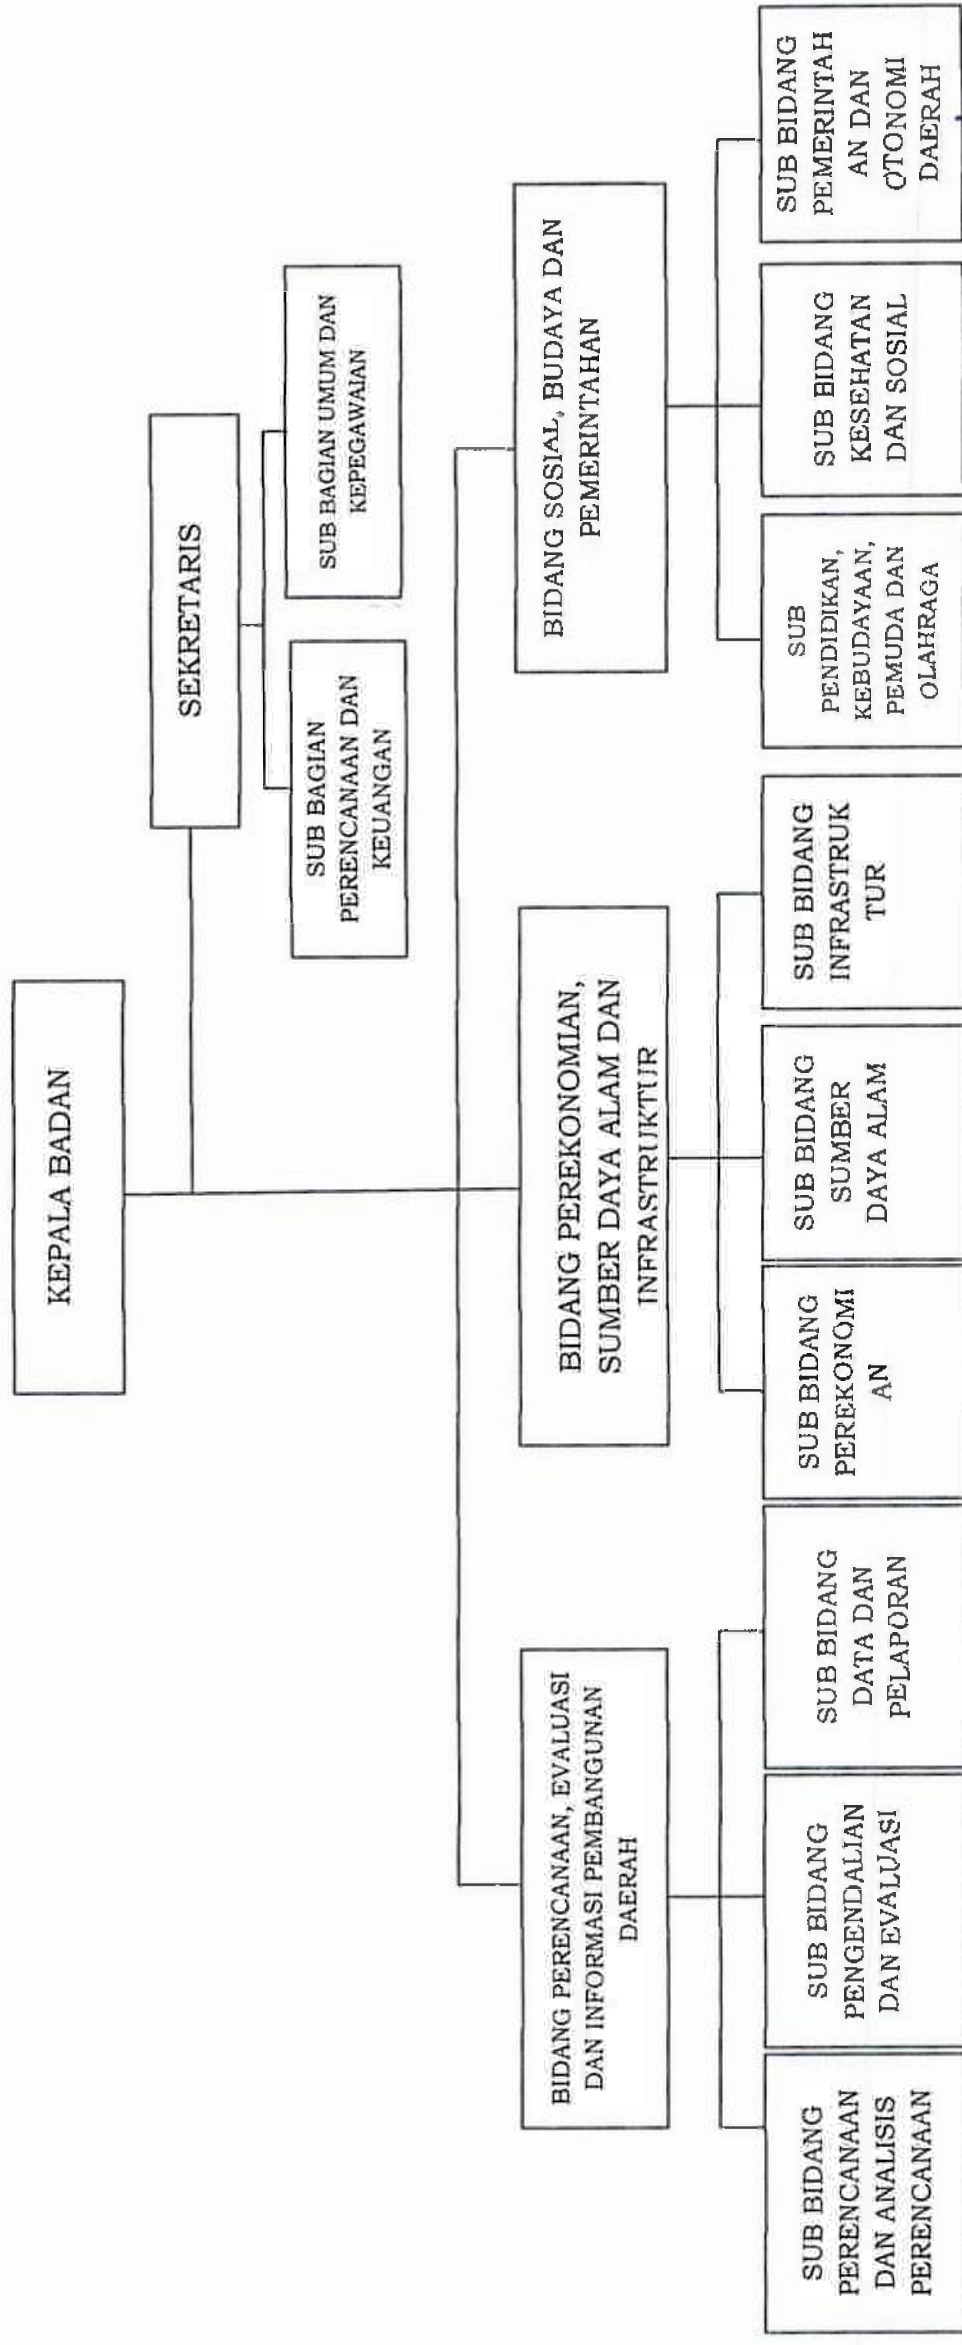 KEPALA BADAN
SEKRETARIS
SUB BAGIAN
PERENCANAAN DAN
KEUANGAN
SUB BAGIAN UMUM DAN
KEPEGAWAIAN
BIDANG PERENCANAAN, EVALUASI
DAN INFORMASI PEMBANGUNAN
DAERAH
BIDANG PEREKONOMIAN,
SUMBER DAYA ALAM DAN
INFRASTRUKTUR
BIDANG SOSIAL, BUDAYA DAN
PEMERINTAHAN
SUB BIDANG
PERENCANAAN
DAN ANALISIS
PERENCANAAN
SUB BIDANG
PENGENDALIAN
DAN EVALUASI
SUB BIDANG
DATA DAN
PELAPORAN
SUB BIDANG
PEREKONOMI
AN
SUB BIDANG
SUMBER
DAYA ALAM
SUB BIDANG
INFRASTRUK
TUR
SUB
PENDIDIKAN,
KEBUDAYAAN,
PEMUDA DAN
OLAHRAGA
SUB BIDANG
KESEHATAN
DAN SOSIAL
SUB BIDANG
PEMERINTAH
AN DAN
OTONOMI
DAERAH